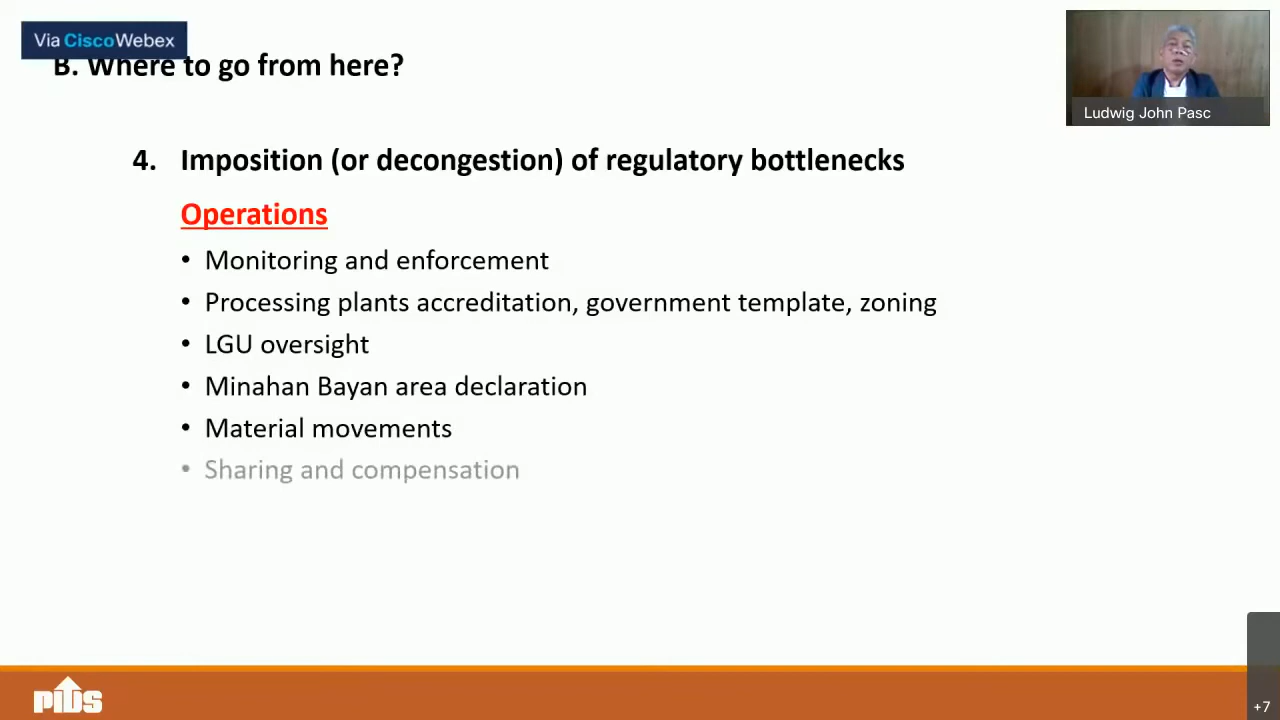 Via CiscoWebex
B. Where to go from here?
Ludwig John Pasc
4. Imposition (or decongestion) of regulatory bottlenecks
Operations
• Monitoring and enforcement
• Processing plants accreditation, government template, zoning
• LGU oversight
• Minahan Bayan area declaration
• Material movements
• Sharing and compensation
PIDS
+7